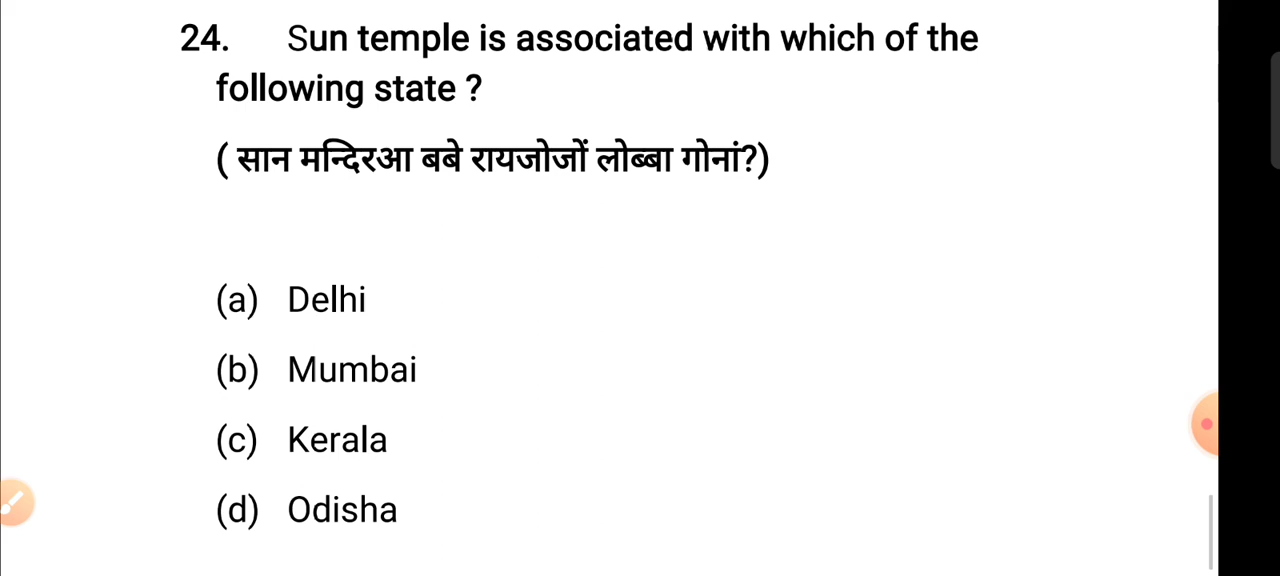 24. Sun temple is associated with which of the
following state ?
( सान मन्दिरआ बबे रायजोजों लोब्बा गोनां?)
(a) Delhi
(b) Mumbai
(c) Kerala
(d) Odisha